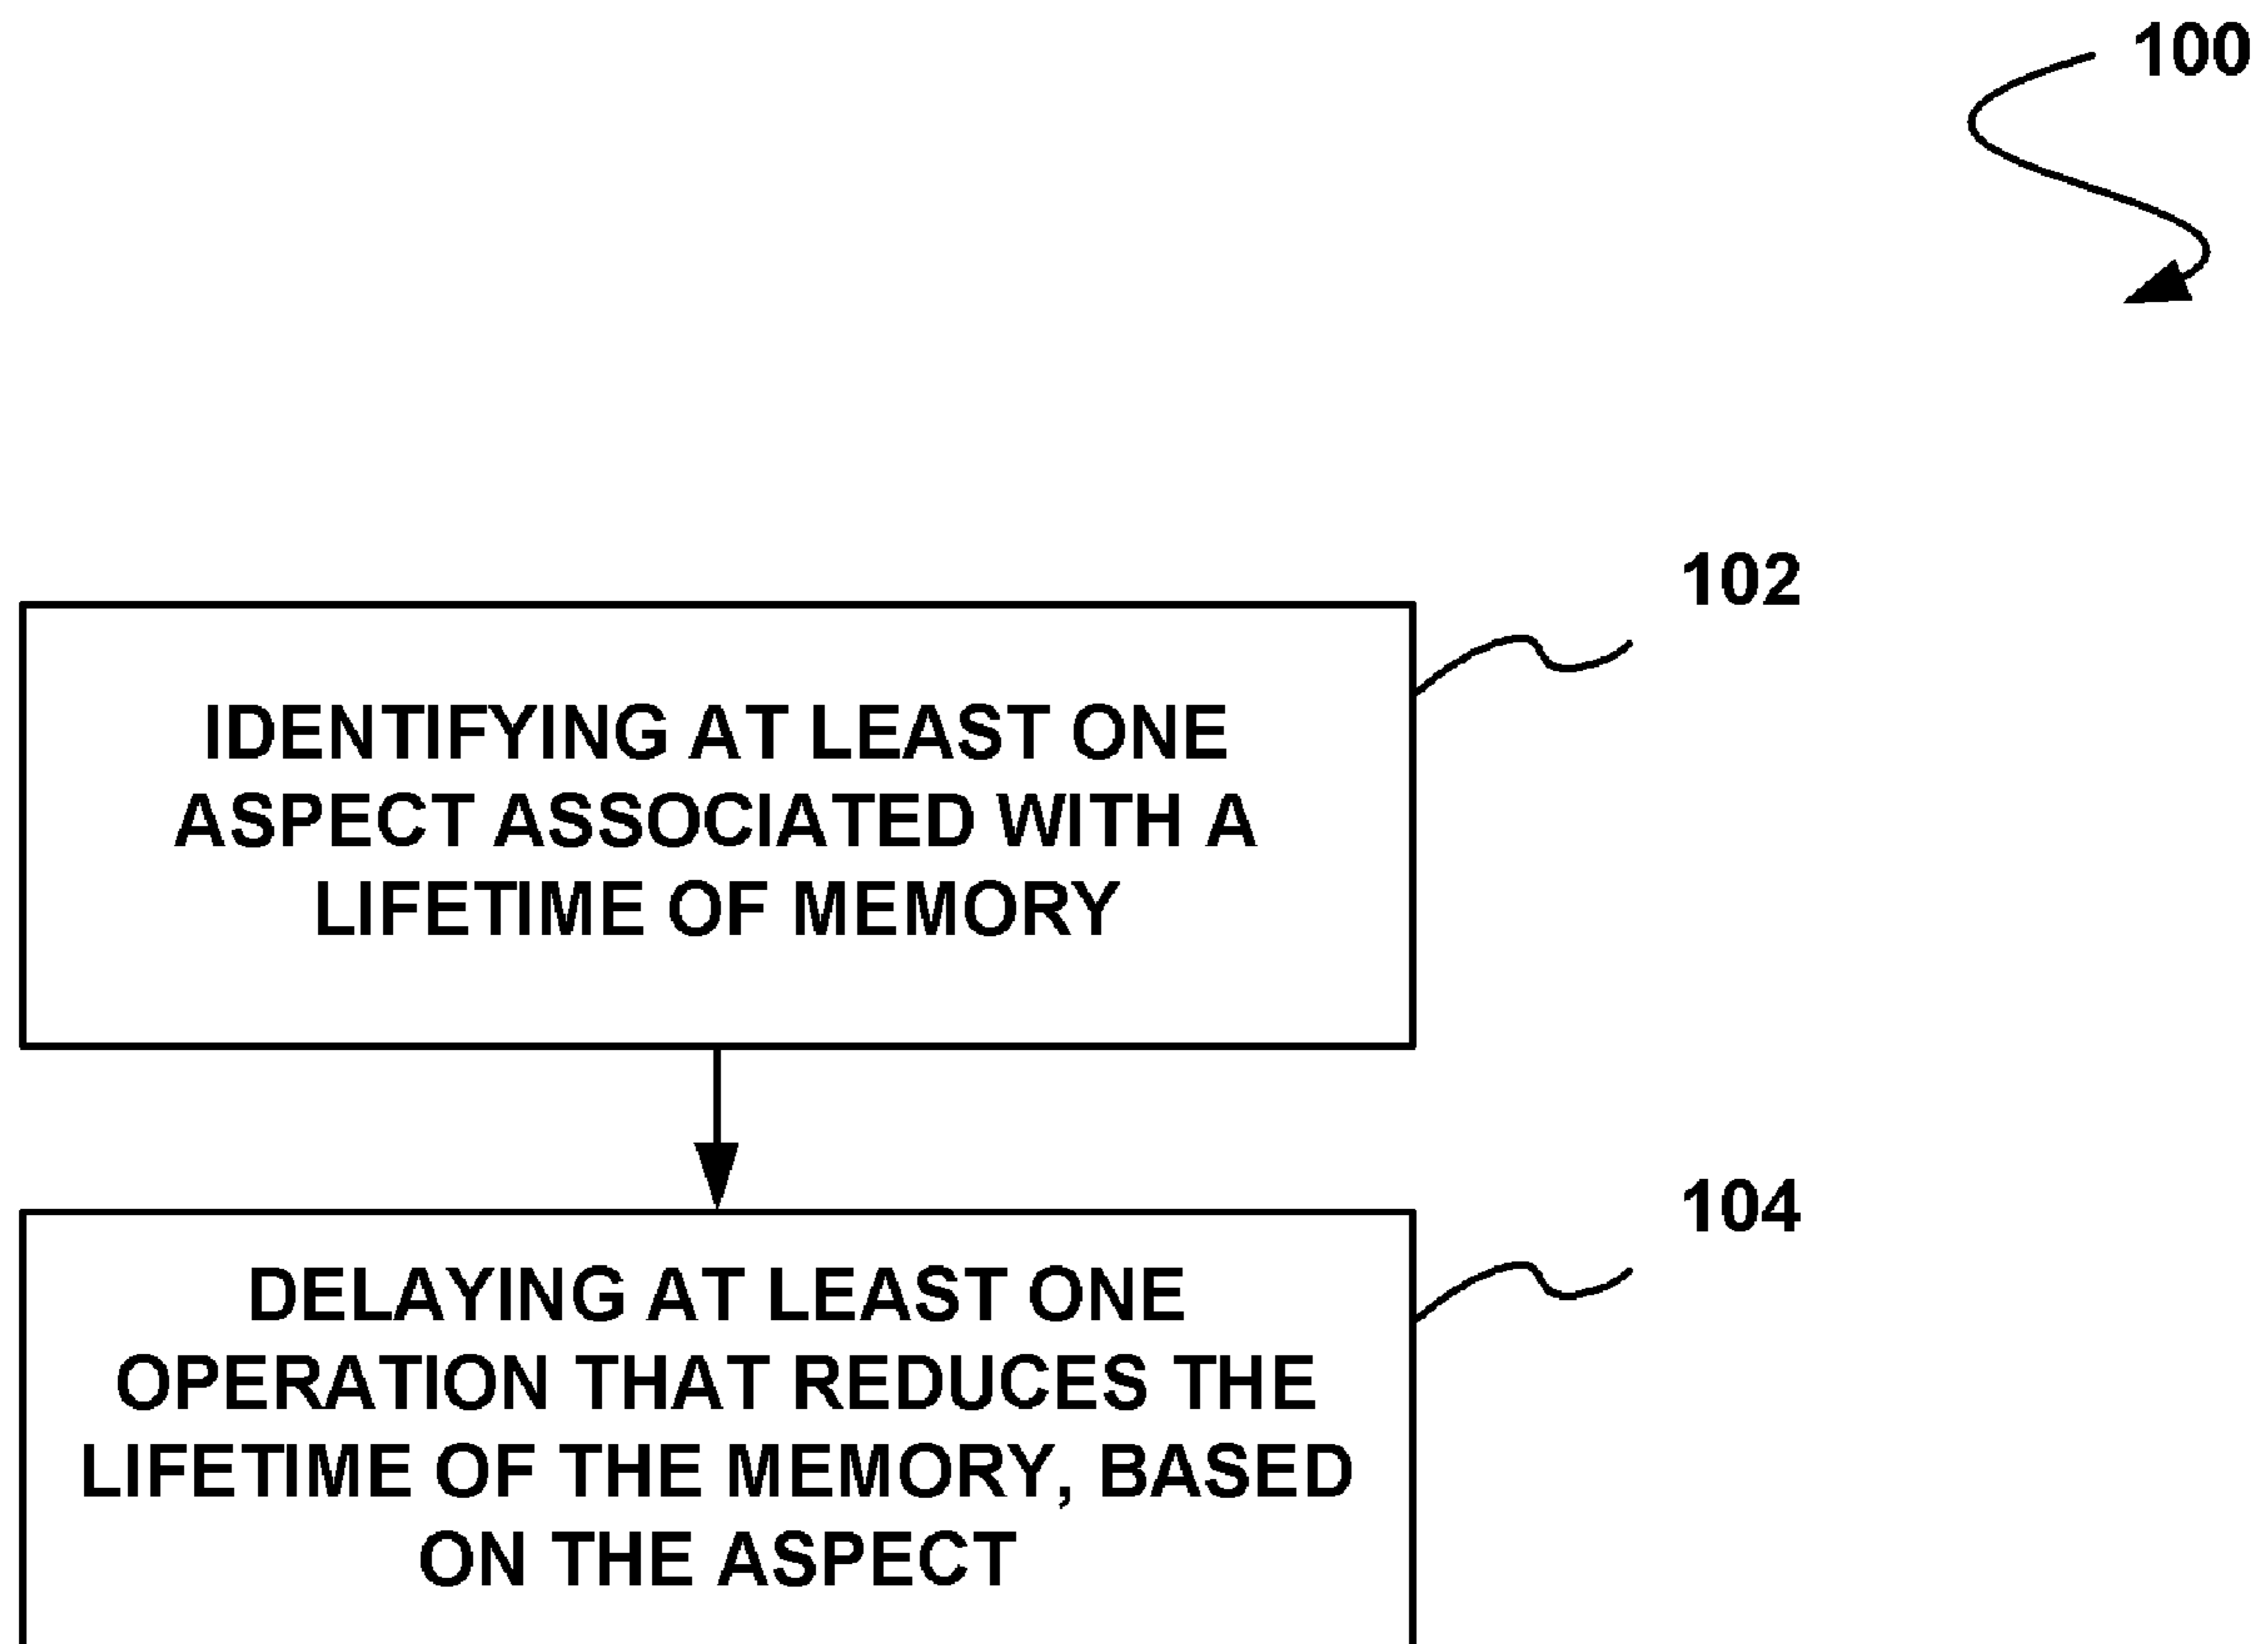 100
102
IDENTIFYING AT LEAST ONE
ASPECT ASSOCIATED WITH A
LIFETIME OF MEMORY
104
DELAYING AT LEAST ONE
OPERATION THAT REDUCES THE
LIFETIME OF THE MEMORY, BASED
ON THE ASPECT